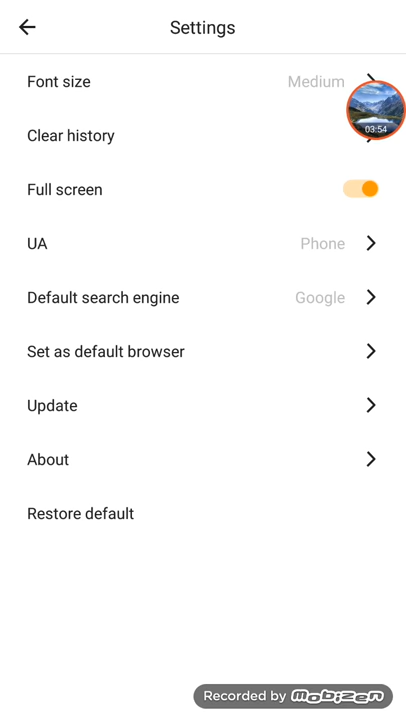 Settings
Font size Medium
03:54
Clear history
Full screen
UA Phone
Default search engine Google
Set as default browser
Update
About
Restore default
Recorded by mobizen